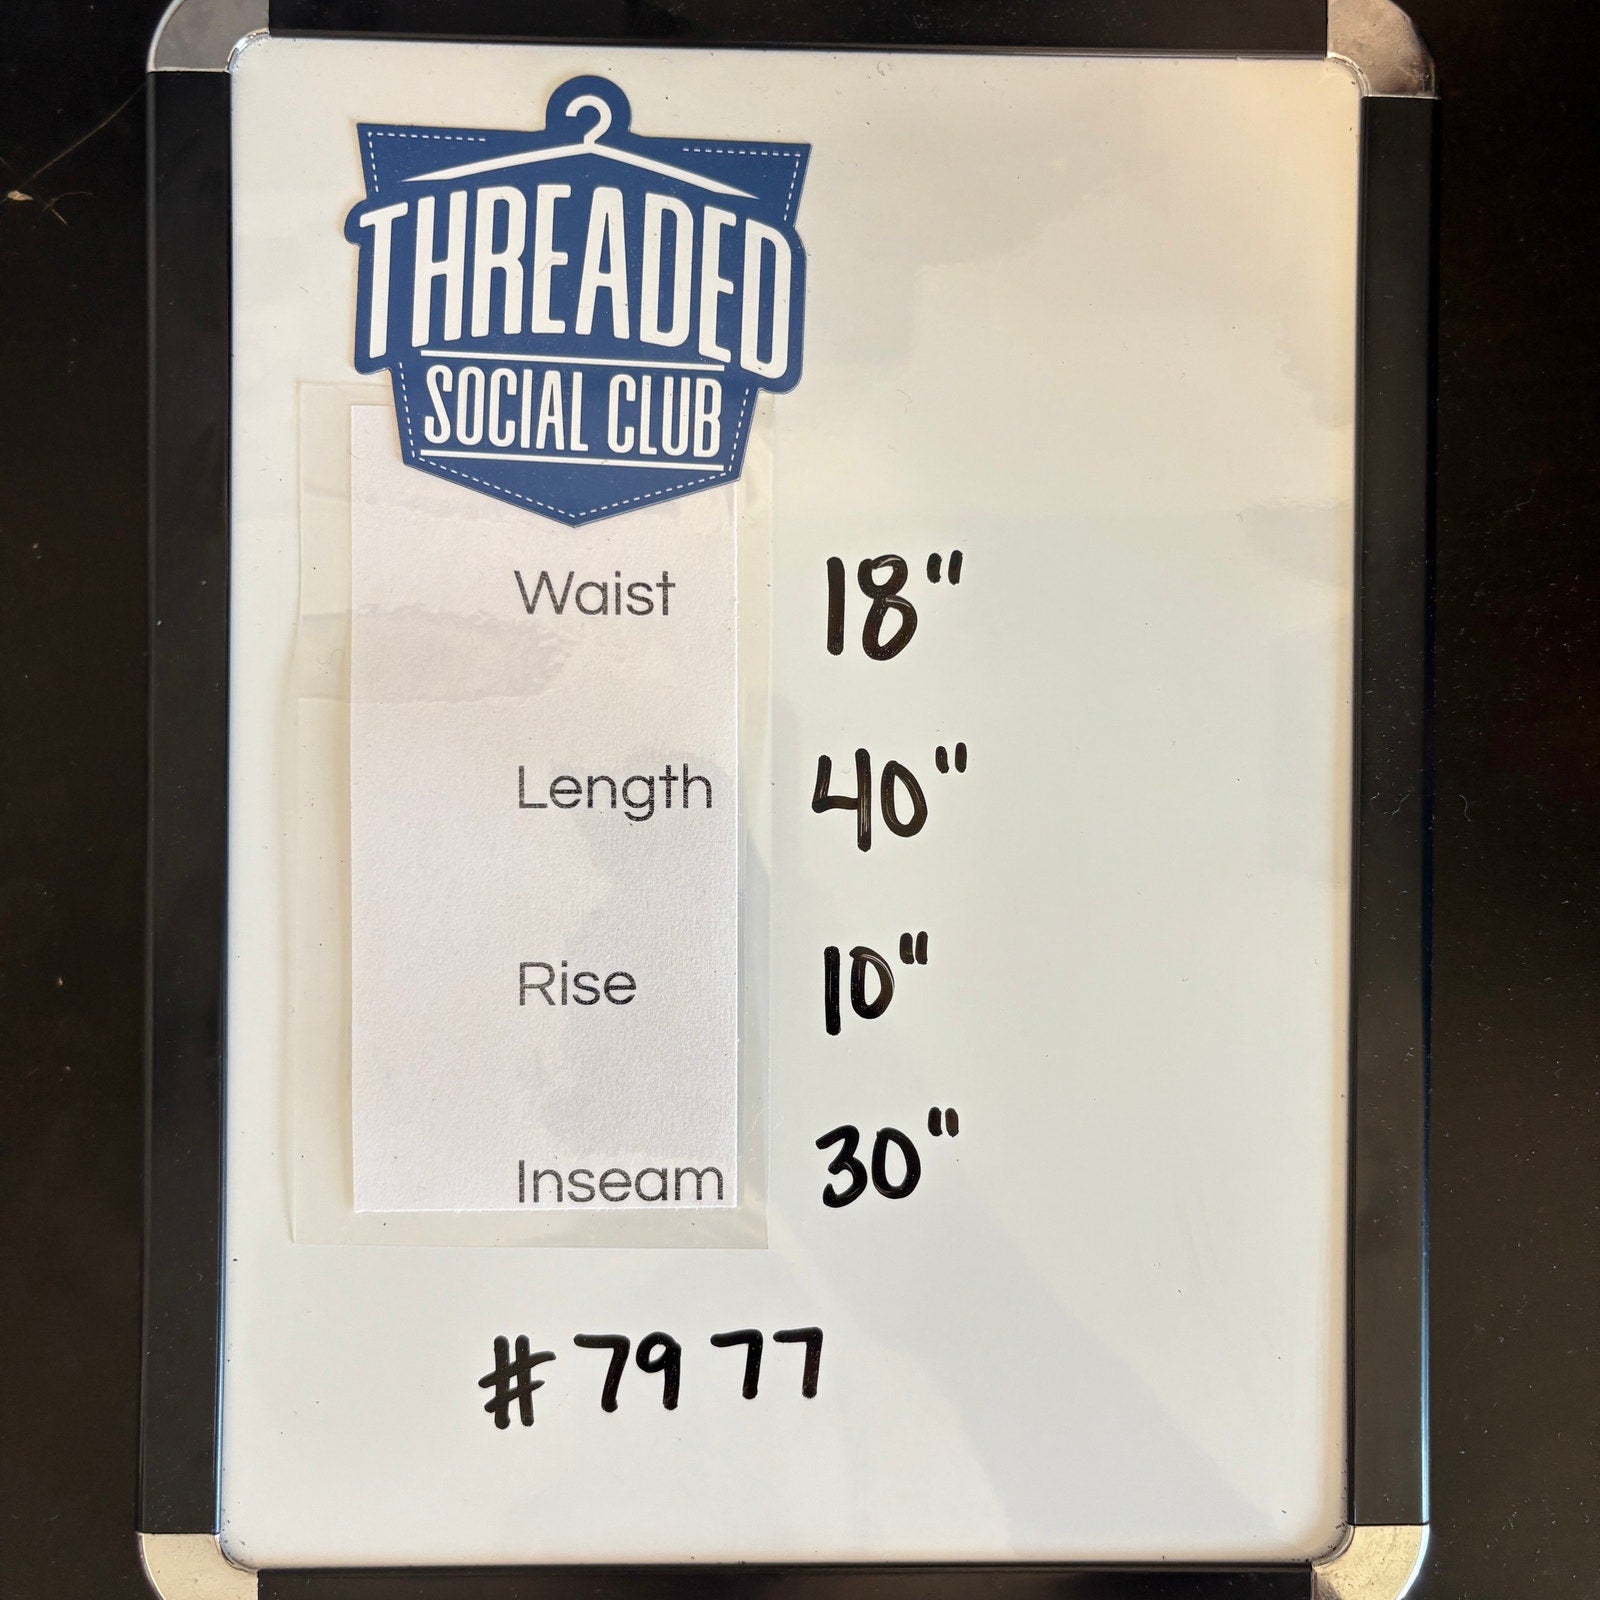 THREADED
SOCIAL CLUB
Waist 18"
Length 40"
Rise 10"
Inseam 30"
#7977